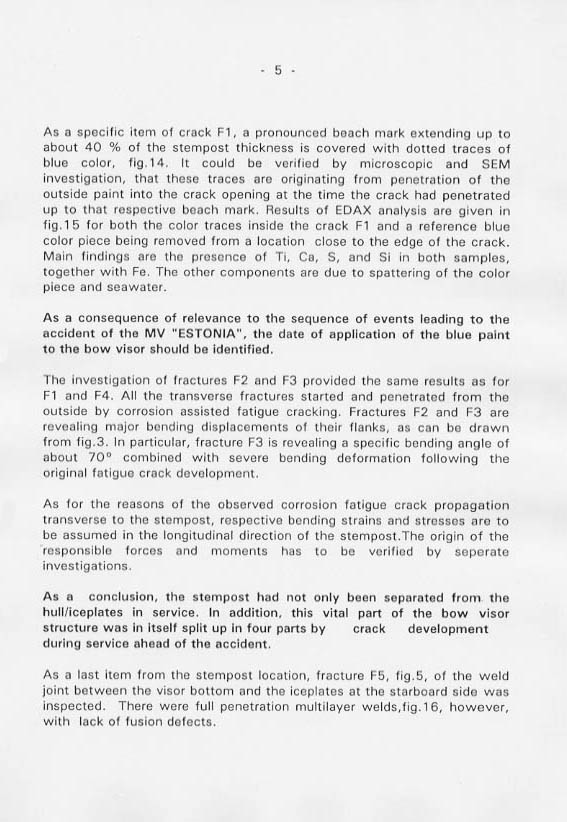 - 5 -
As a specific item of crack F1, a pronounced beach mark extending up to
about 40 % of the stempost thickness is covered with dotted traces of
blue color, fig.14. It could be verified by microscopic and SEM
investigation, that these traces are originating from penetration of the
outside paint into the crack opening at the time the crack had penetrated
up to that respective beach mark. Results of EDAX analysis are given in
fig.15 for both the color traces inside the crack F1 and a reference blue
color piece being removed from a location close to the edge of the crack.
Main findings are the presence of Ti, Ca, S, and Si in both samples,
together with Fe. The other components are due to spattering of the color
piece and seawater.
As a consequence of relevance to the sequence of events leading to the
accident of the MV "ESTONIA", the date of application of the blue paint
to the bow visor should be identified.
The investigation of fractures F2 and F3 provided the same results as for
F1 and F4. All the transverse fractures started and penetrated from the
outside by corrosion assisted fatigue cracking. Fractures F2 and F3 are
revealing major bending displacements of their flanks, as can be drawn
from fig.3. In particular, fracture F3 is revealing a specific bending angle of
about 70° combined with severe bending deformation following the
original fatigue crack development.
As for the reasons of the observed corrosion fatigue crack propagation
transverse to the stempost, respective bending strains and stresses are to
be assumed in the longitudinal direction of the stempost.The origin of the
responsible forces and moments has to be verified by seperate
investigations.
As a conclusion, the stempost had not only been separated from the
hull/iceplates in service. In addition, this vital part of the bow visor
structure was in itself split up in four parts by crack development
during service ahead of the accident.
As a last item from the stempost location, fracture F5, fig.5, of the weld
joint between the visor bottom and the iceplates at the starboard side was
inspected. There were full penetration multilayer welds,fig.16, however,
with lack of fusion defects.